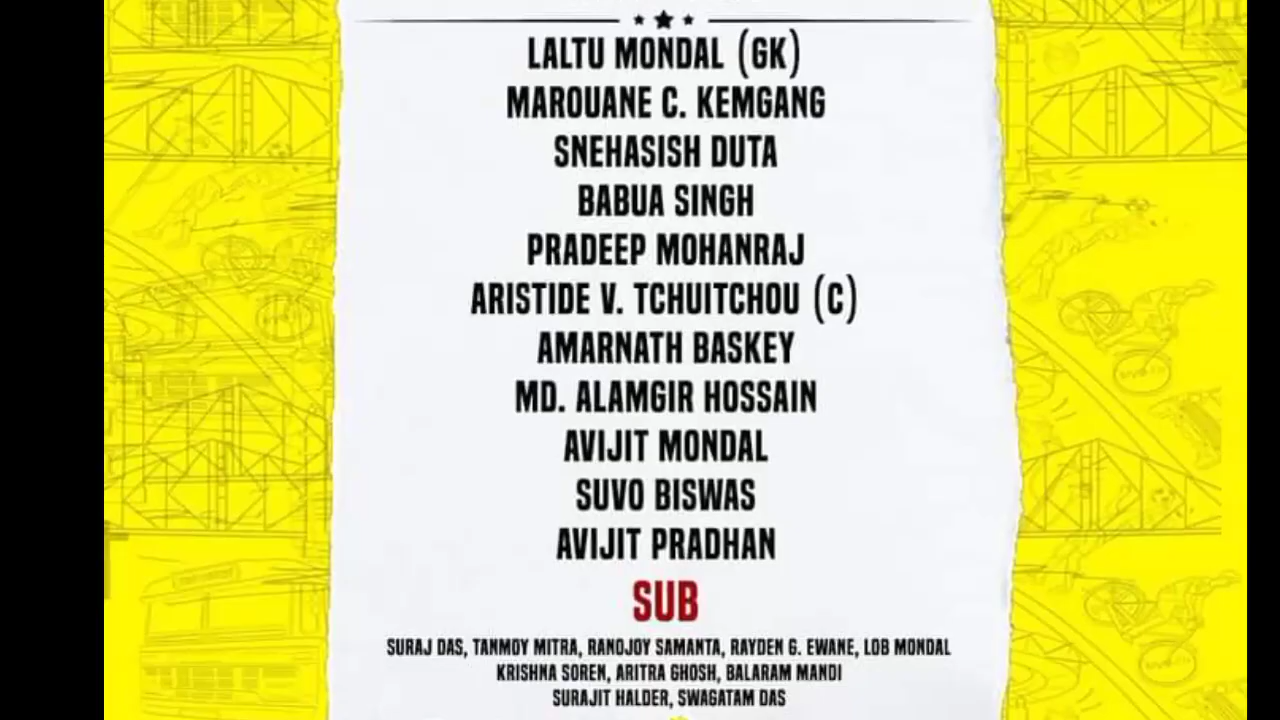 LALTU MONDAL (GK)
MAROUANE C. KEMGANG
SNEHASISH DUTA
BABUA SINGH
PRADEEP MOHANRAJ
ARISTIDE V. TCHUITCHOU (C)
AMARNATH BASKEY
MD. ALAMGIR HOSSAIN
AVIJIT MONDAL
SUVO BISWAS
AVIJIT PRADHAN
SUB
SURAJ DAS, TANMOY MITRA, RANOJOY SAMANTA, RAYDEN G. EWANE, LOB MONDAL
KRISHNA SOREN, ARITRA GHOSH, BALARAM MANDI
SURAJIT HALDER, SWAGATAM DAS